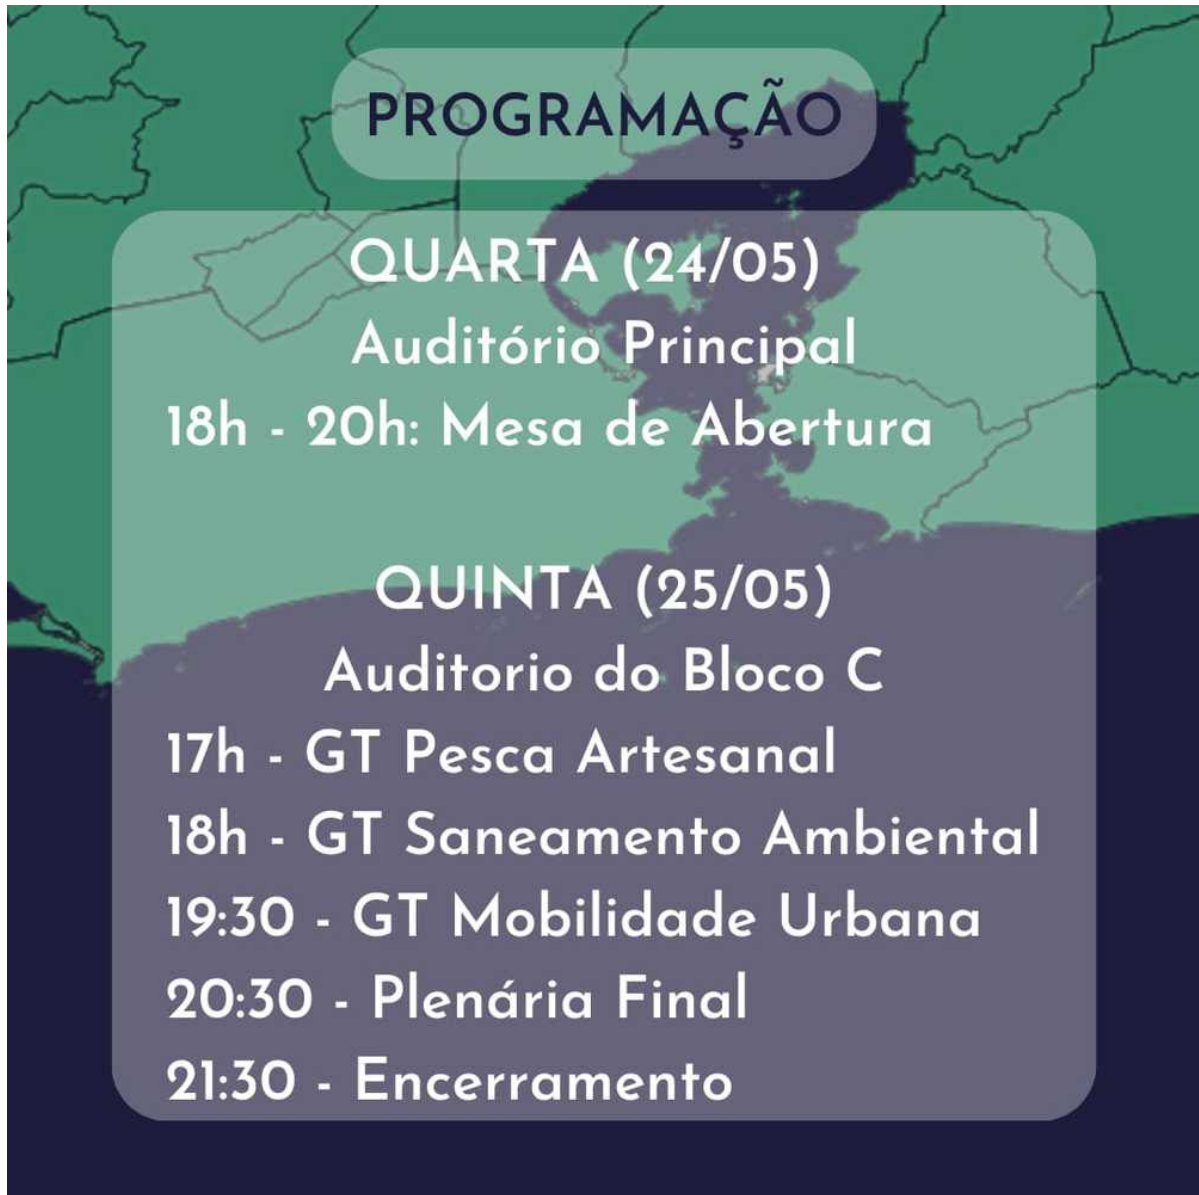 PROGRAMAÇÃO
QUARTA (24/05)
Auditório Principal
18h - 20h: Mesa de Abertura
QUINTA (25/05)
Auditorio do Bloco C
17h - GT Pesca Artesanal
18h - GT Saneamento Ambiental
19:30 - GT Mobilidade Urbana
20:30 - Plenária Final
21:30 - Encerramento